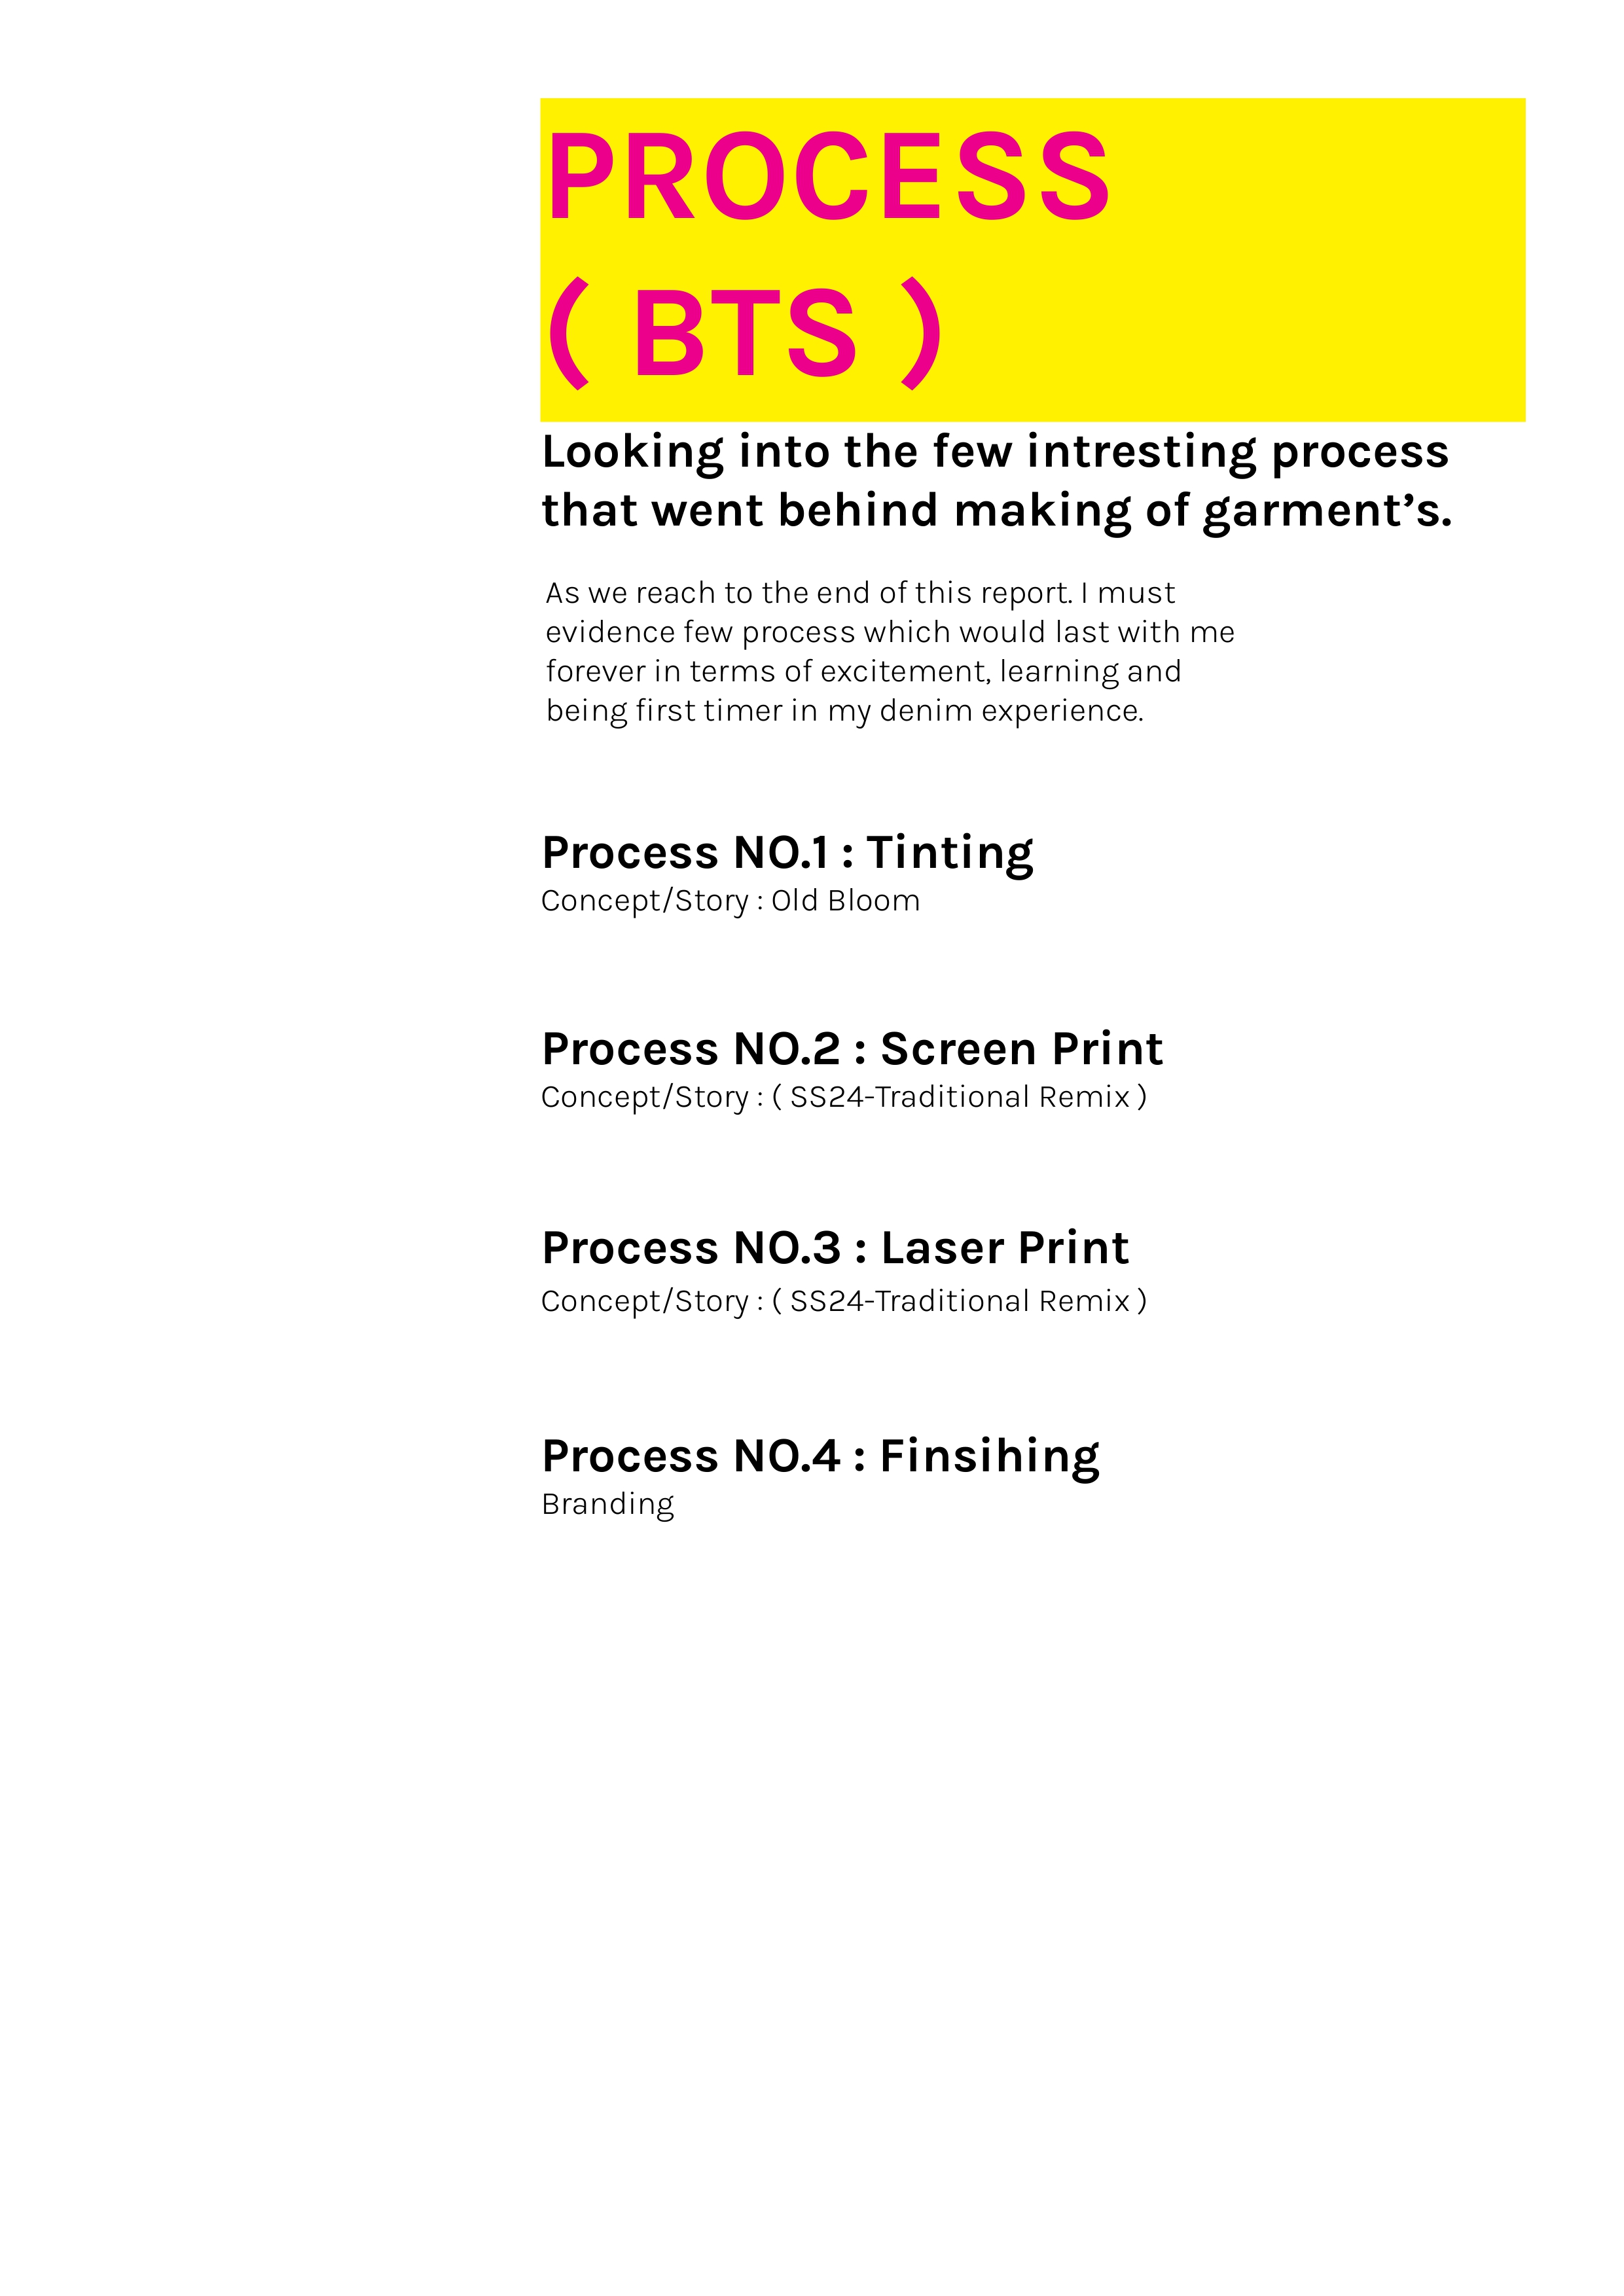 PROCESS
( BTS )
Looking into the few intresting process
that went behind making of garment’s.
As we reach to the end of this report. I must
evidence few process which would last with me
forever in terms of excitement, learning and
being first timer in my denim experience.
Process NO.1 : Tinting
Concept/Story : Old Bloom
Process NO.2 : Screen Print
Concept/Story : ( SS24-Traditional Remix )
Process NO.3 : Laser Print
Concept/Story : ( SS24-Traditional Remix )
Process NO.4 : Finsihing
Branding